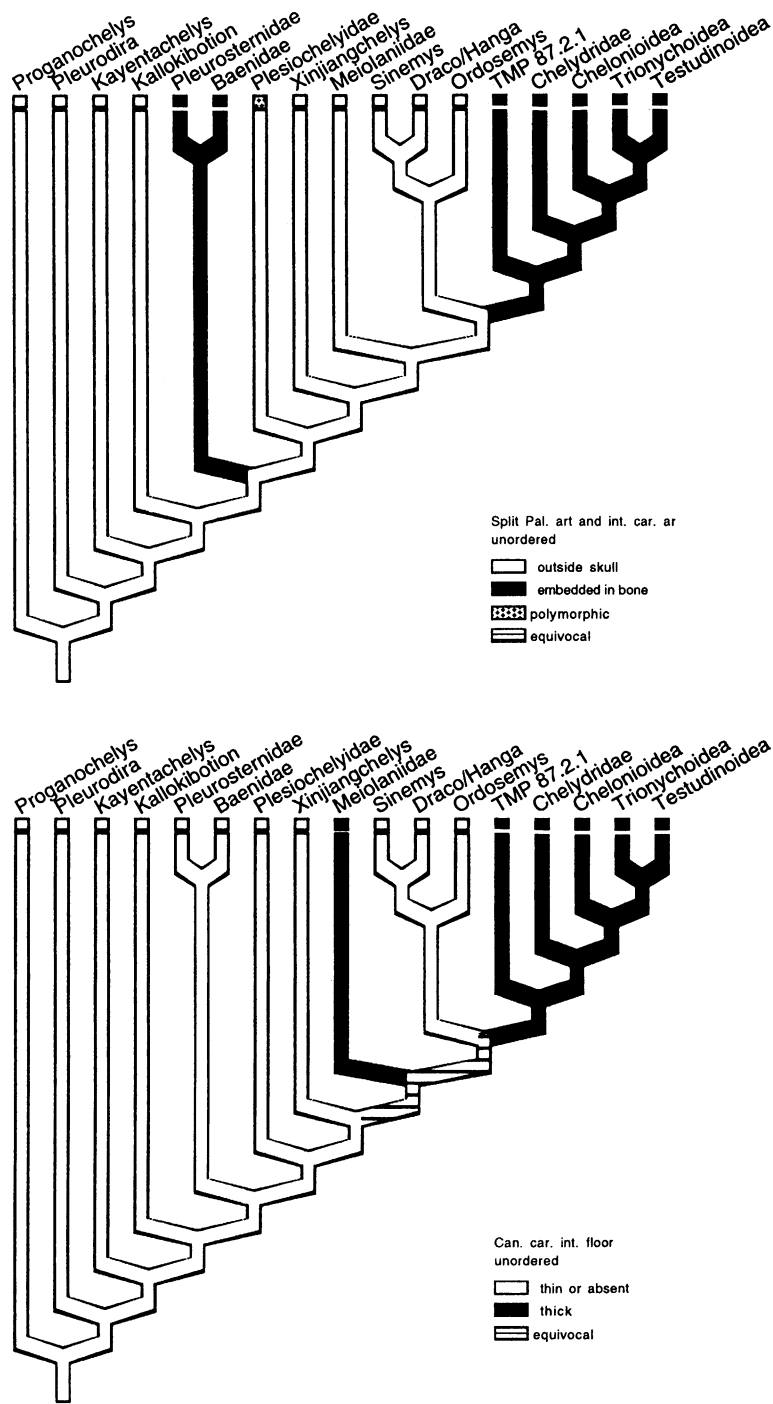 Proganochelys
Pleurodira
Kayentachelys
Kallokibotion
Pleurosternidae
Baenidae
Plesiochelyidae
Xinjiangchelys
Meiolaniidae
Sinemys
Draco/Hanga
Ordosemys
TMP 87.2.1
Chelydridae
Chelonioidea
Trionychoidea
Testudinoidea
Split Pal. art and int. car. ar
unordered
outside skull
embedded in bone
polymorphic
equivocal
Proganochelys
Pleurodira
Kayentachelys
Kallokibotion
Pleurosternidae
Baenidae
Plesiochelyidae
Xinjiangchelys
Meiolaniidae
Sinemys
Draco/Hanga
Ordosemys
TMP 87.2.1
Chelydridae
Chelonioidea
Trionychoidea
Testudinoidea
Can. car. int. floor
unordered
thin or absent
thick
equivocal